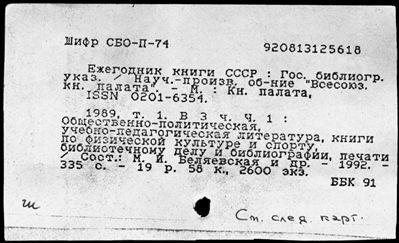 Шифр СБО-П-74 920813125618
Ежегодник книги СССР : Гос. библиогр.
указ. / Науч.-произв. об-ние "Всесоюз.
кн. палата". - М. : Кн. палата,
ISSN 0201-6354.
1989, т. 1. В 3 ч. Ч. 1 :
Общественно-политическая,
учебно-педагогическая литература, книги
по физической культуре и спорту,
библиотечному делу и библиографии, печати
/ Сост.: М. И. Беляевская и др. - 1992. -
335 с. - 19 р. 58 к., 2600 экз.
ББК 91
См. след. карт.